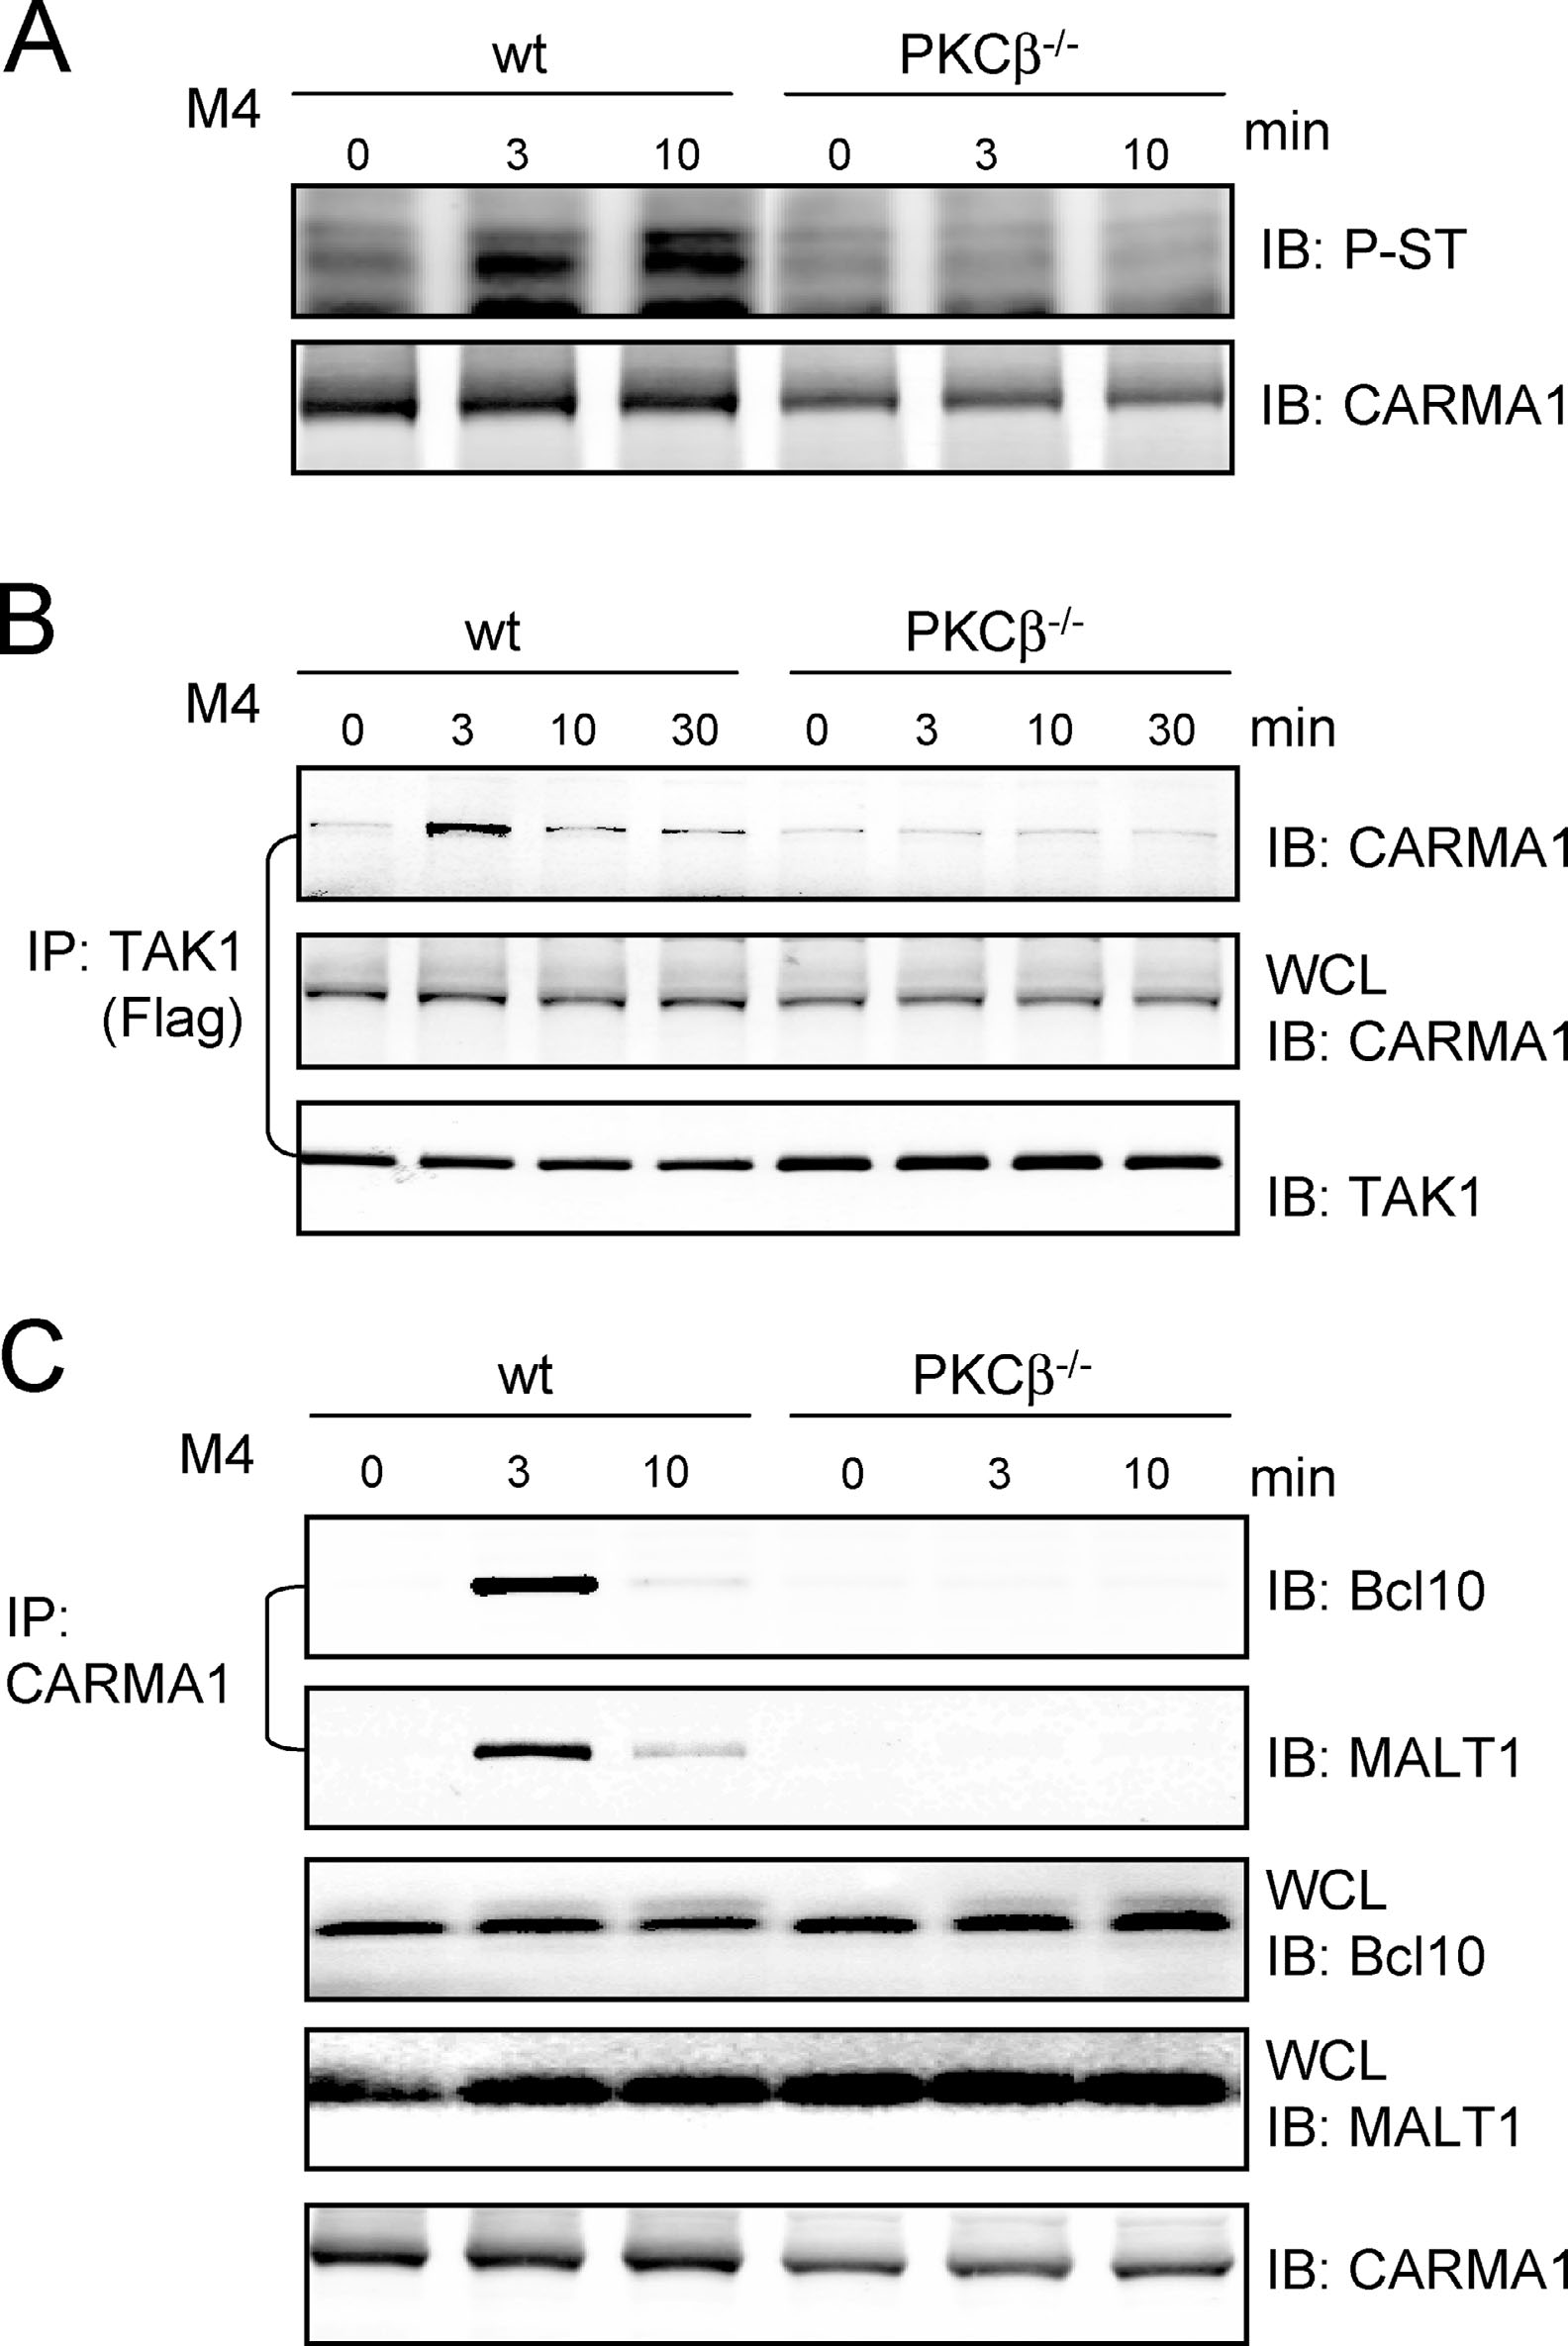 A
wt PKCβ-/-
M4
0 3 10 0 3 10 min
IB: P-ST
IB: CARMA1
B
wt PKCβ-/-
M4
0 3 10 30 0 3 10 30 min
IB: CARMA1
IP: TAK1
(Flag)
WCL
IB: CARMA1
IB: TAK1
C
wt PKCβ-/-
M4
0 3 10 0 3 10 min
IB: Bcl10
IP:
CARMA1
IB: MALT1
WCL
IB: Bcl10
WCL
IB: MALT1
IB: CARMA1